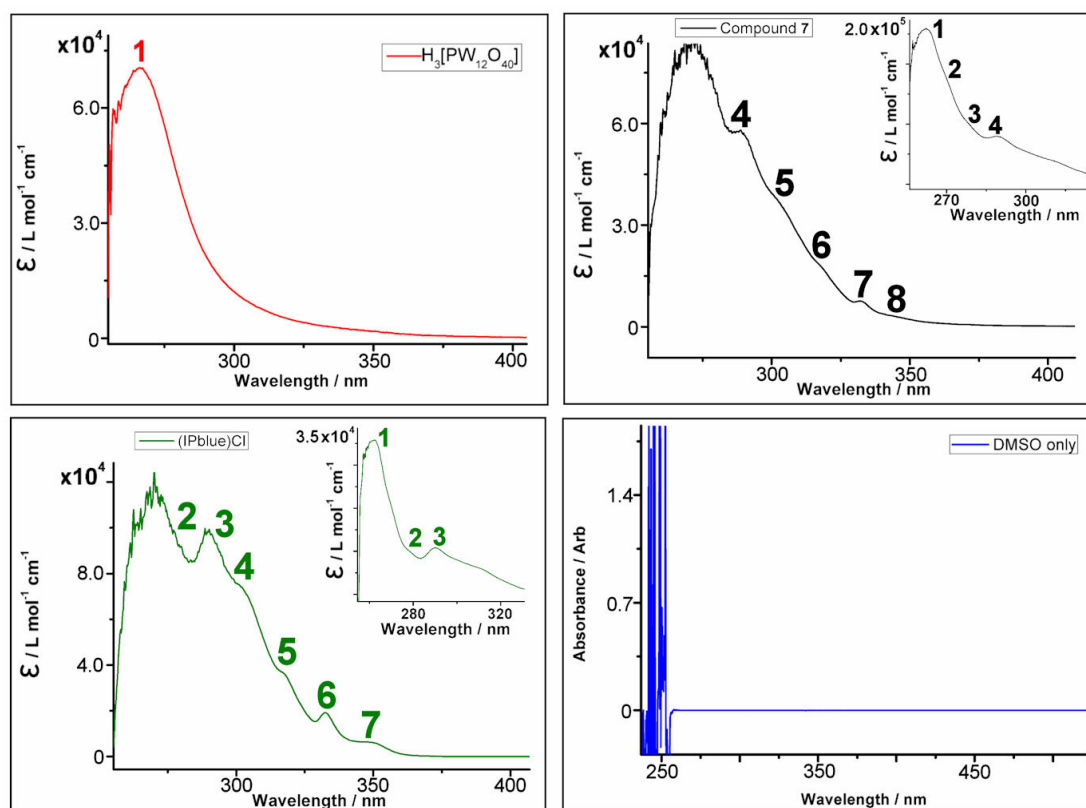 x10⁴
1
H₃[PW₁₂O₄₀]
6.0
3.0
0
ε / L mol⁻¹ cm⁻¹
300
350
400
Wavelength / nm
Compound 7
6.0
3.0
0
ε / L mol⁻¹ cm⁻¹
4
5
6
7
8
300
350
400
Wavelength / nm
2.0x10⁵
1
2
3
4
ε / L mol⁻¹ cm⁻¹
270
300
Wavelength / nm
(IPblue)Cl
x10⁴
8.0
4.0
0
ε / L mol⁻¹ cm⁻¹
2
3
4
5
6
7
300
350
400
Wavelength / nm
3.5x10⁴
1
2
3
ε / L mol⁻¹ cm⁻¹
280
320
Wavelength / nm
DMSO only
1.4
0.7
0
Absorbance / Arb
250
350
450
Wavelength / nm